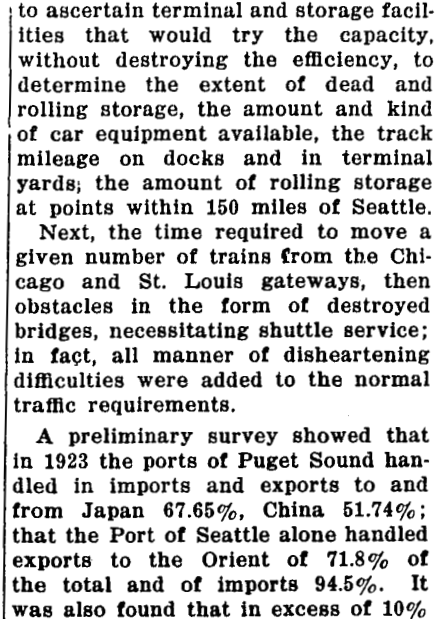 to ascertain terminal and storage facil-
ities that would try the capacity,
without destroying the efficiency, to
determine the extent of dead and
rolling storage, the amount and kind
of car equipment available, the track
mileage on docks and in terminal
yards; the amount of rolling storage
at points within 150 miles of Seattle.
Next, the time required to move a
given number of trains from the Chi-
cago and St. Louis gateways, then
obstacles in the form of destroyed
bridges, necessitating shuttle service;
in fact, all manner of disheartening
difficulties were added to the normal
traffic requirements.
A preliminary survey showed that
in 1923 the ports of Puget Sound han-
dled in imports and exports to and
from Japan 67.65%, China 51.74%;
that the Port of Seattle alone handled
exports to the Orient of 71.8% of
the total and of imports 94.5%. It
was also found that in excess of 10%